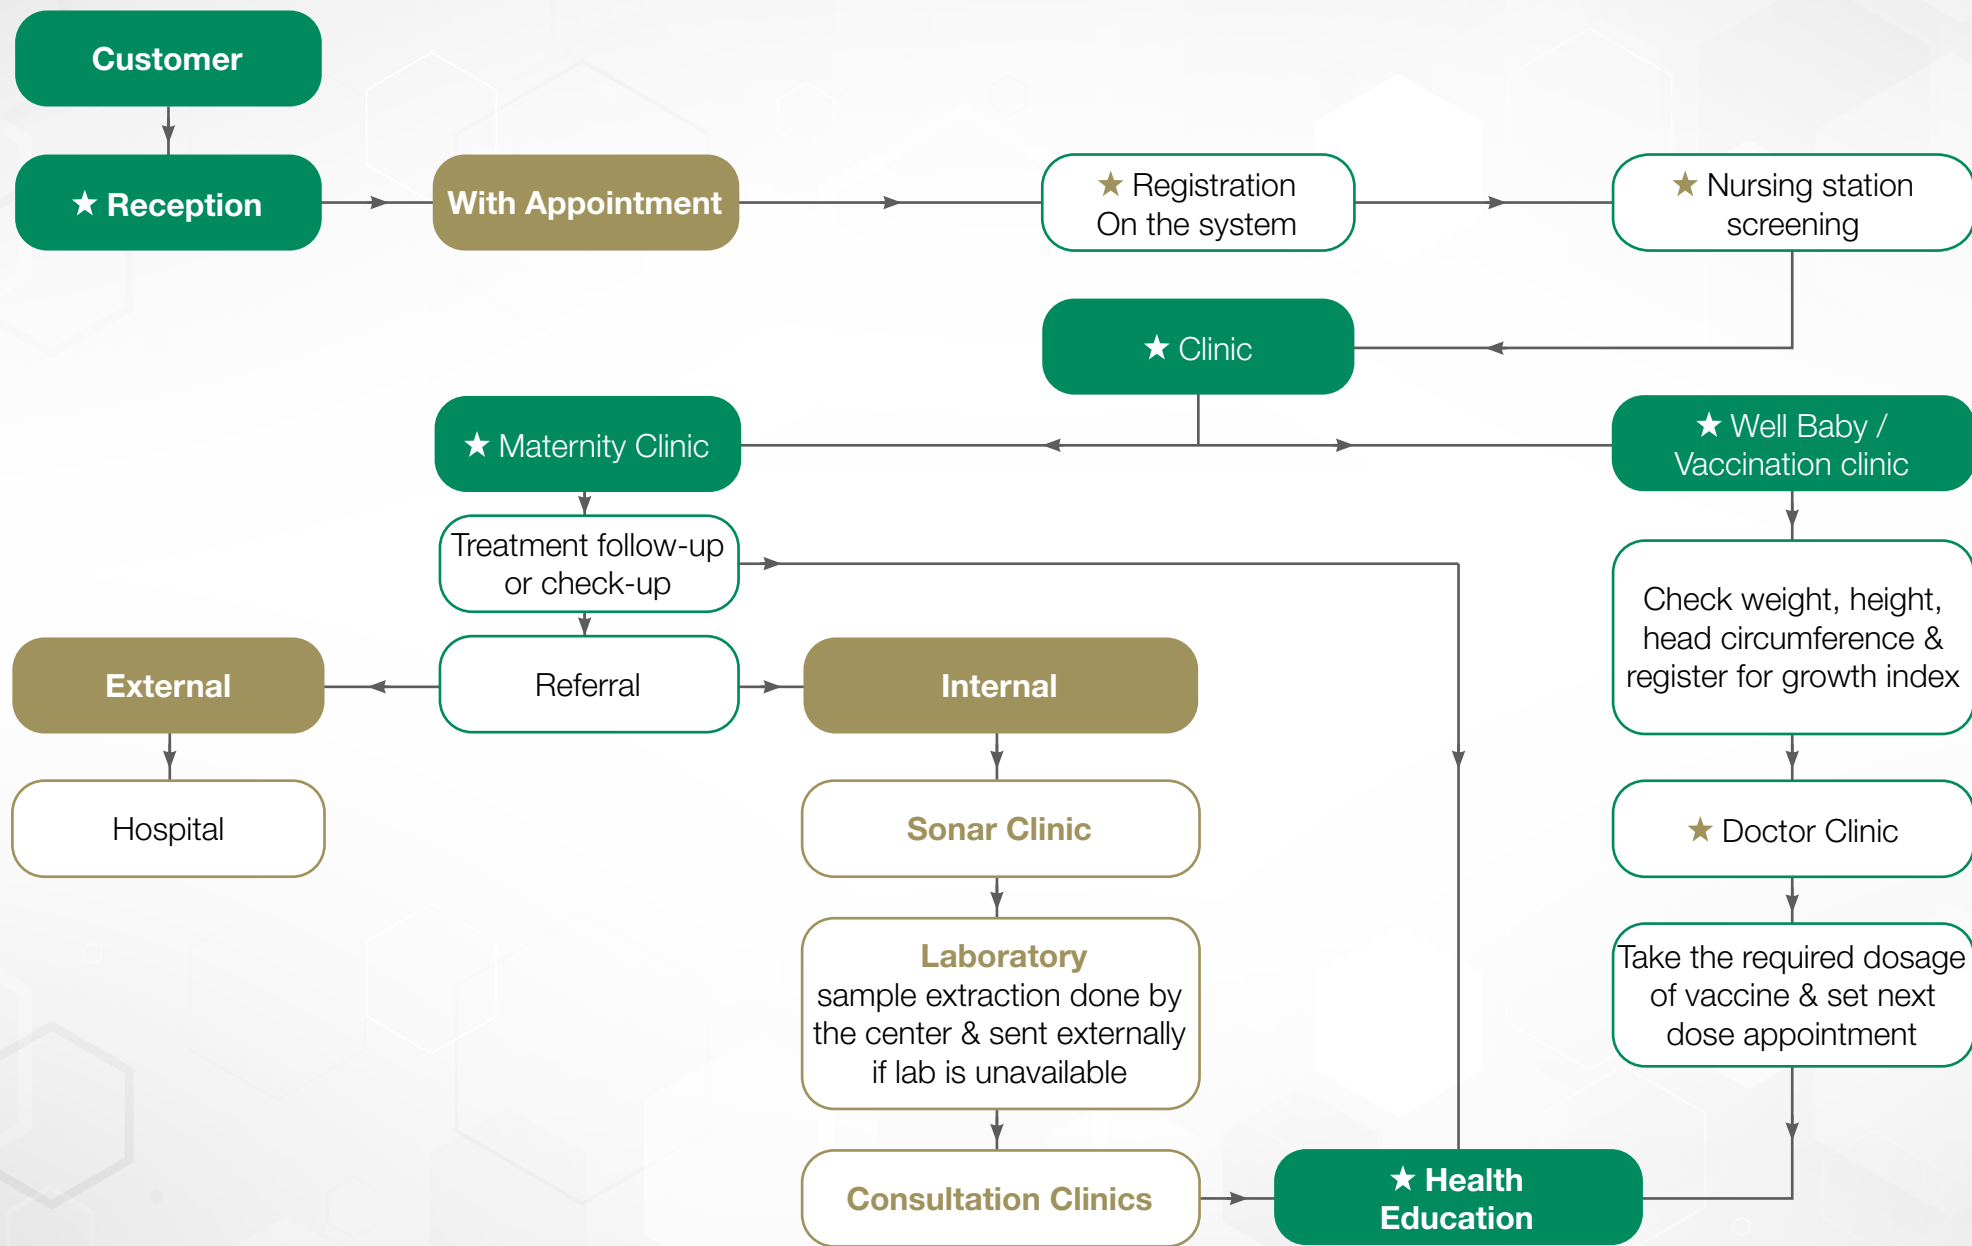 Customer
★ Reception
With Appointment
★ Registration
On the system
★ Nursing station
screening
★ Clinic
★ Maternity Clinic
★ Well Baby /
Vaccination clinic
Treatment follow-up
or check-up
Check weight, height,
head circumference &
register for growth index
External
Referral
Internal
Hospital
Sonar Clinic
★ Doctor Clinic
Laboratory
sample extraction done by
the center & sent externally
if lab is unavailable
Take the required dosage
of vaccine & set next
dose appointment
Consultation Clinics
★ Health
Education